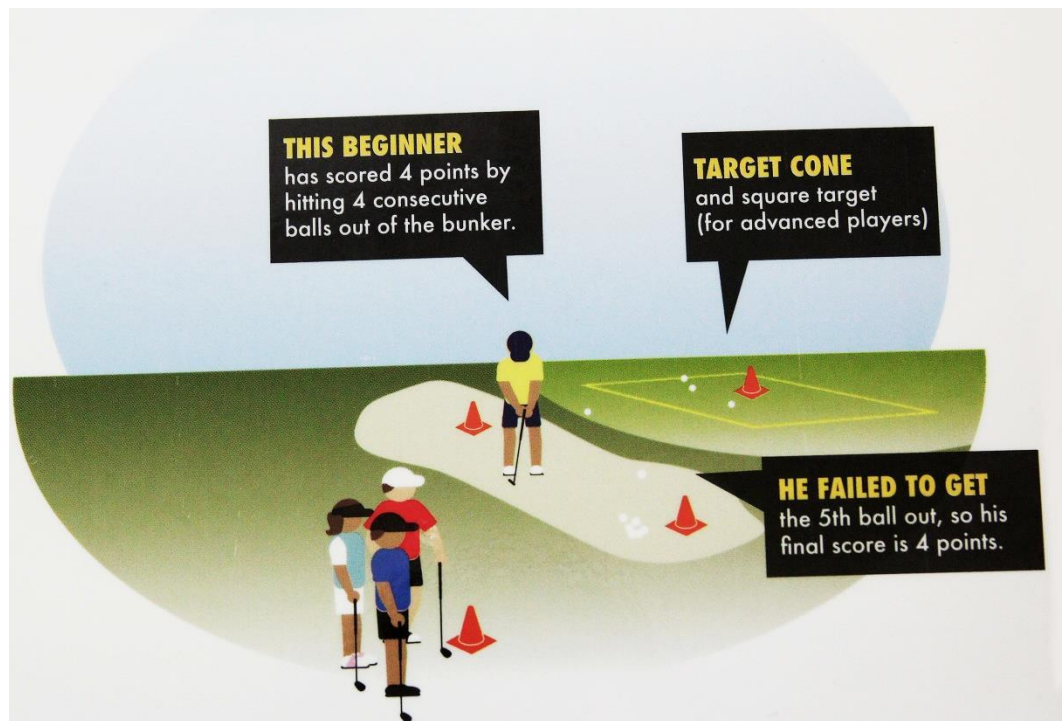 THIS BEGINNER
has scored 4 points by
hitting 4 consecutive
balls out of the bunker.
TARGET CONE
and square target
(for advanced players)
HE FAILED TO GET
the 5th ball out, so his
final score is 4 points.